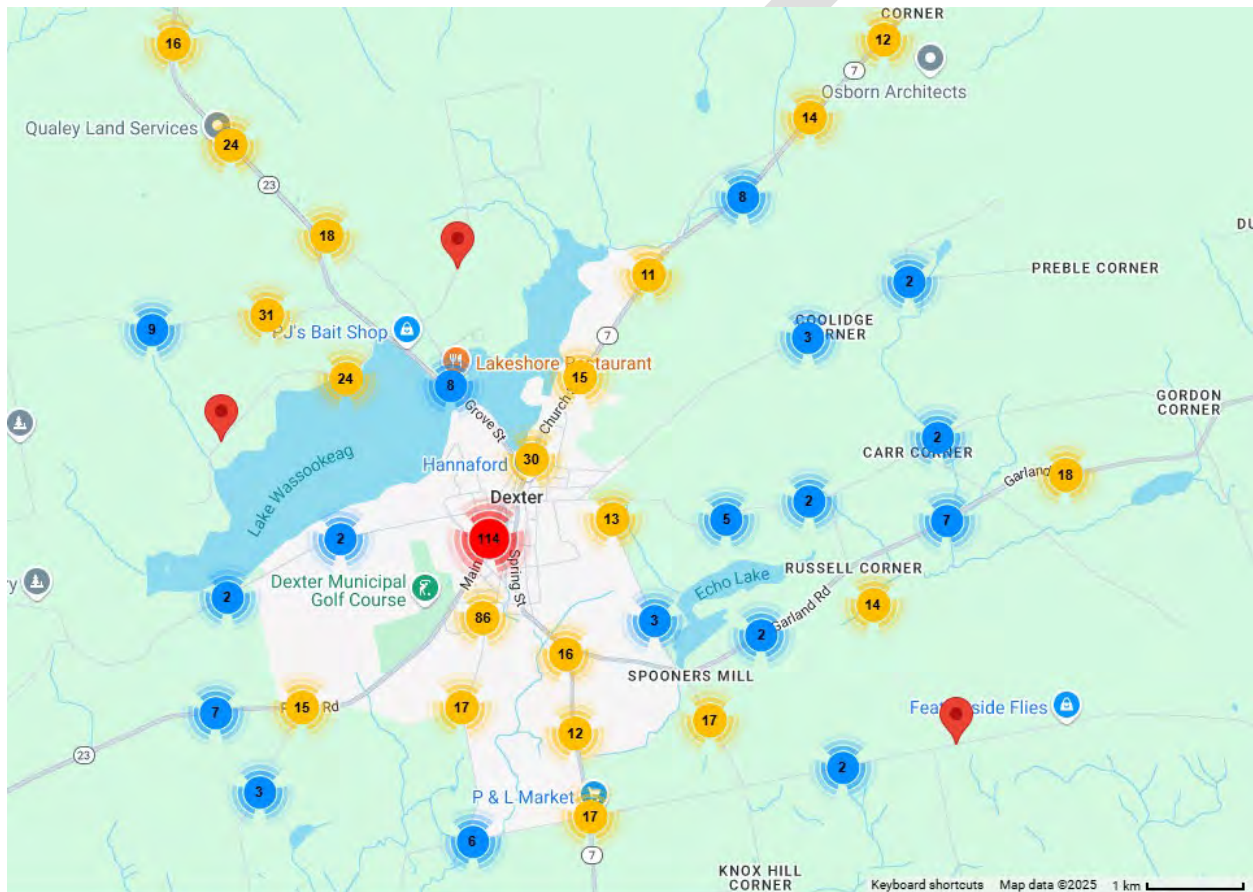 CORNER
16
12
7
Osborn Architects
14
Qualey Land Services
24
23
8
18
11
2
PREBLE CORNER
31
9
PJ's Bait Shop
7
COOLIDGE
3
Lakeshore Restaurant
24
8
15
GORDON
CORNER
Grove St
Church
2
CARR CORNER
Lake Wassookeag
Hannaford
30
Garland
18
Dexter
2
13
5
7
114
2
Main
Spring St
RUSSELL CORNER
Echo Lake
Dexter Municipal
Golf Course
2
14
Garland Rd
86
3
2
16
SPOONERS MILL
7
15
Rd
17
17
Flies
12
23
2
3
P & L Market
17
6
7
KNOX HILL
CORNER
Keyboard shortcuts
Map data ©2025
1 km